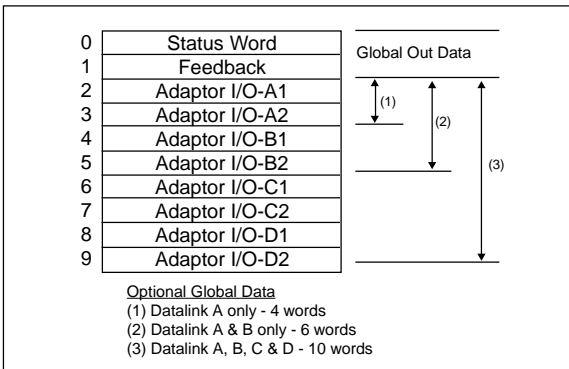 0 Status Word
Global Out Data
1 Feedback
2 Adaptor I/O-A1
(1)
3 Adaptor I/O-A2
(2)
4 Adaptor I/O-B1
5 Adaptor I/O-B2
(3)
6 Adaptor I/O-C1
7 Adaptor I/O-C2
8 Adaptor I/O-D1
9 Adaptor I/O-D2
Optional Global Data
(1) Datalink A only - 4 words
(2) Datalink A & B only - 6 words
(3) Datalink A, B, C & D - 10 words